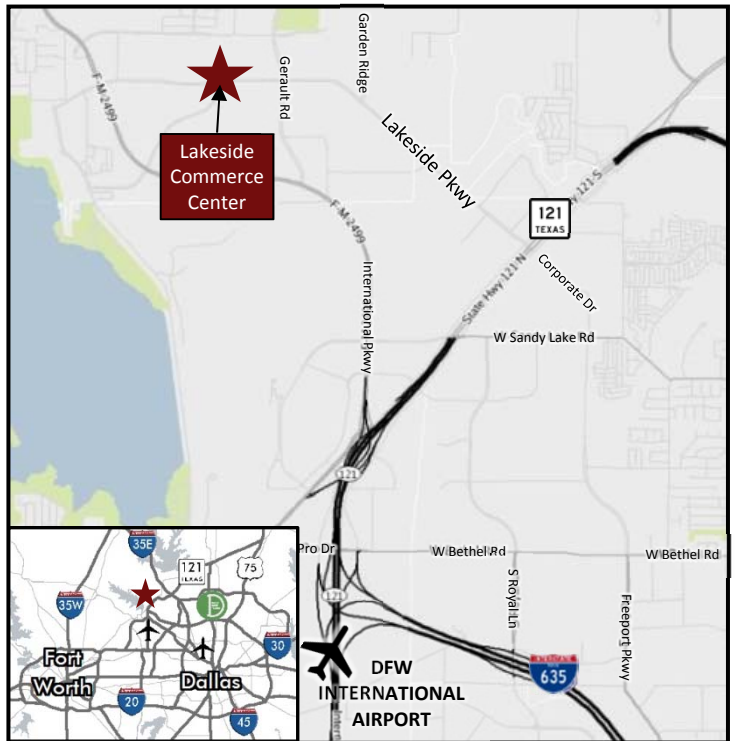 Garden Ridge
Gerault Rd
F-M 2499
Lakeside
Commerce
Center
Lakeside Pkwy
F-M 2499
121
TEXAS
State Hwy 121-N
Corporate Dr
International Pkwy
W Sandy Lake Rd
121
Pro Dr
W Bethel Rd
W Bethel Rd
S Royal Ln
Freeport Pkwy
121
DFW
INTERNATIONAL
AIRPORT
635
35E
121
TEXAS
75
35W
30
Fort
Worth
Dallas
20
45